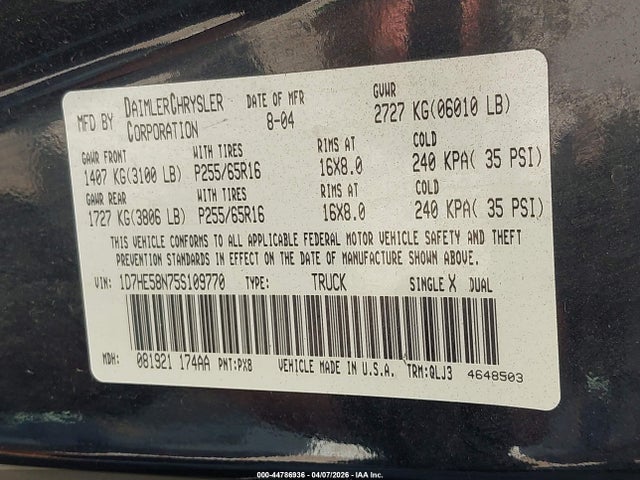 MFD BY DAIMLERCHRYSLER CORPORATION DATE OF MFR 8-04 GVWR 2727 KG(06010 LB)
GAWR FRONT WITH TIRES RIMS AT COLD
1407 KG(3100 LB) P255/65R16 16X8.0 240 KPA( 35 PSI)
GAWR REAR WITH TIRES RIMS AT COLD
1727 KG(3806 LB) P255/65R16 16X8.0 240 KPA( 35 PSI)
THIS VEHICLE CONFORMS TO ALL APPLICABLE FEDERAL MOTOR VEHICLE SAFETY AND THEFT
PREVENTION STANDARDS IN EFFECT ON THE DATE OF MANUFACTURE SHOWN ABOVE.
VIN: 1D7HE58N75S109770 TYPE: TRUCK SINGLE X DUAL
MDH: 081921 174AA PNT:PX8 VEHICLE MADE IN U.S.A. TRM:QLJ3 4648503
000-44786936 - 04/07/2026 - IAA Inc.